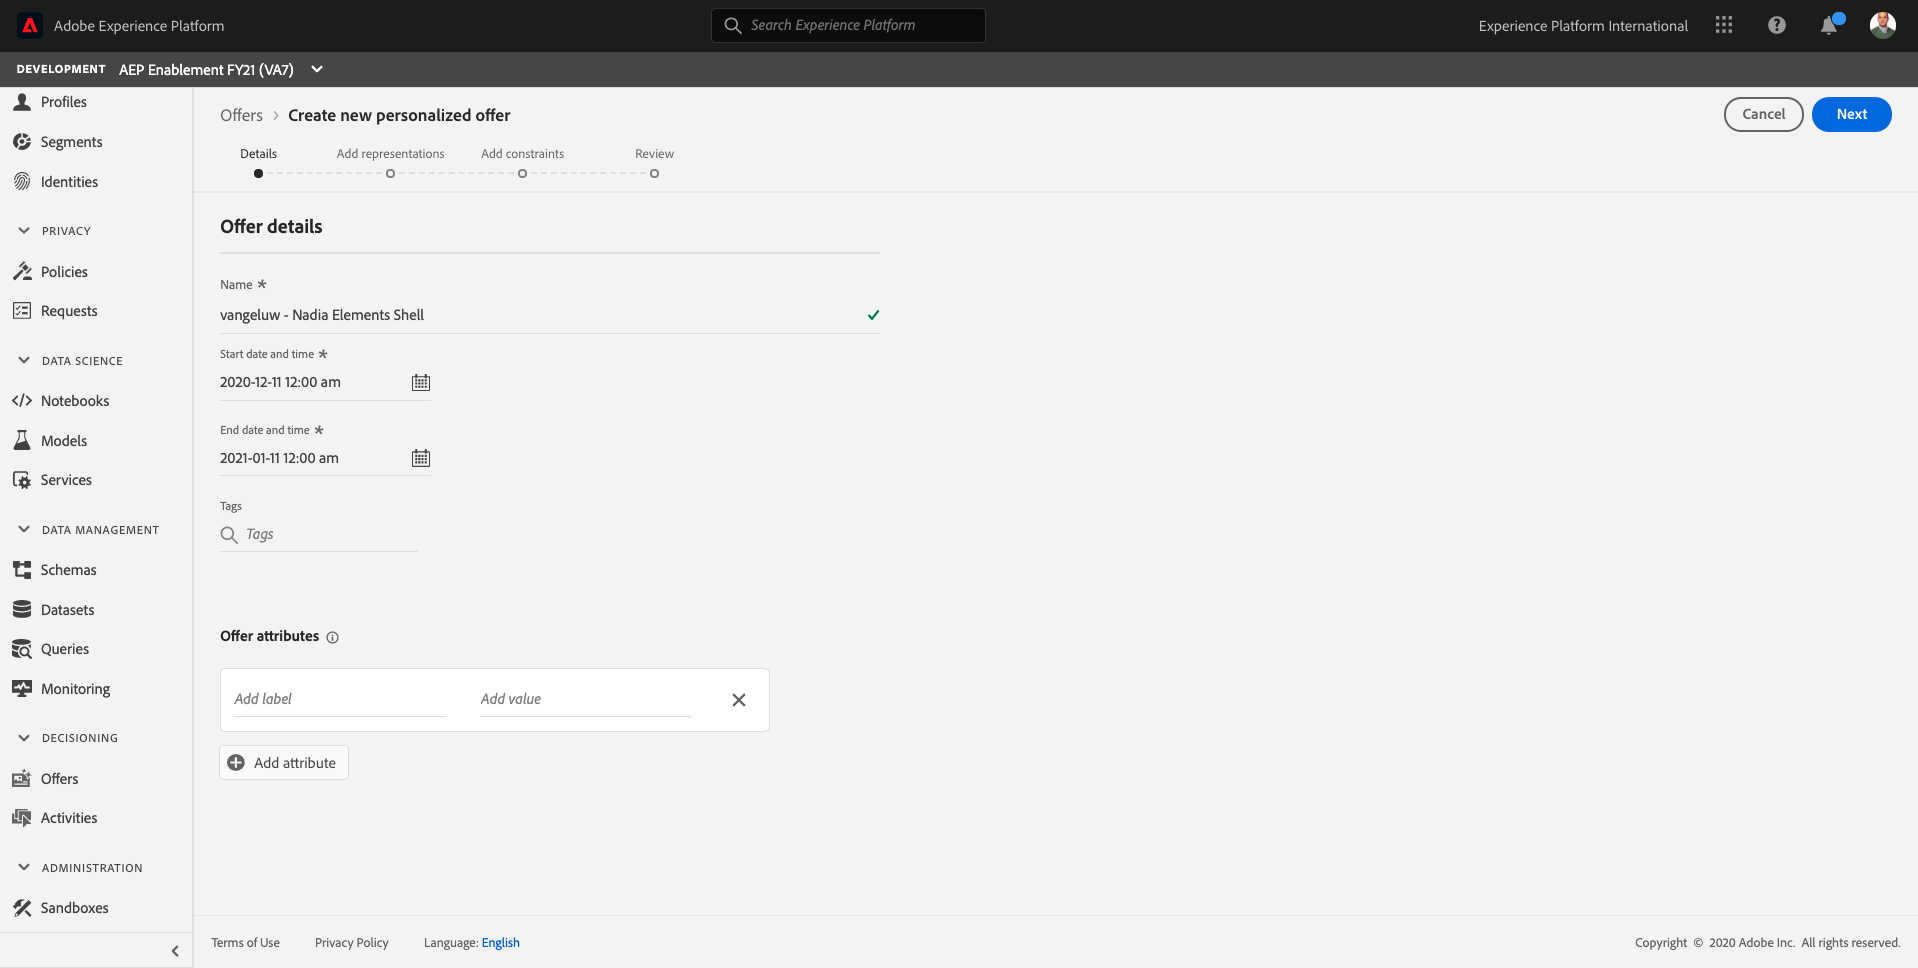 Adobe Experience Platform
Search Experience Platform
Experience Platform International
DEVELOPMENT AEP Enablement FY21 (VA7)
Profiles
Segments
Identities
PRIVACY
Policies
Requests
DATA SCIENCE
Notebooks
Models
Services
DATA MANAGEMENT
Schemas
Datasets
Queries
Monitoring
DECISIONING
Offers
Activities
ADMINISTRATION
Sandboxes
Offers > Create new personalized offer
Cancel
Next
Details
Add representations
Add constraints
Review
Offer details
Name *
vangeluw - Nadia Elements Shell
Start date and time *
2020-12-11 12:00 am
End date and time *
2021-01-11 12:00 am
Tags
Tags
Offer attributes
Add label
Add value
Add attribute
Terms of Use
Privacy Policy
Language: English
Copyright © 2020 Adobe Inc. All rights reserved.